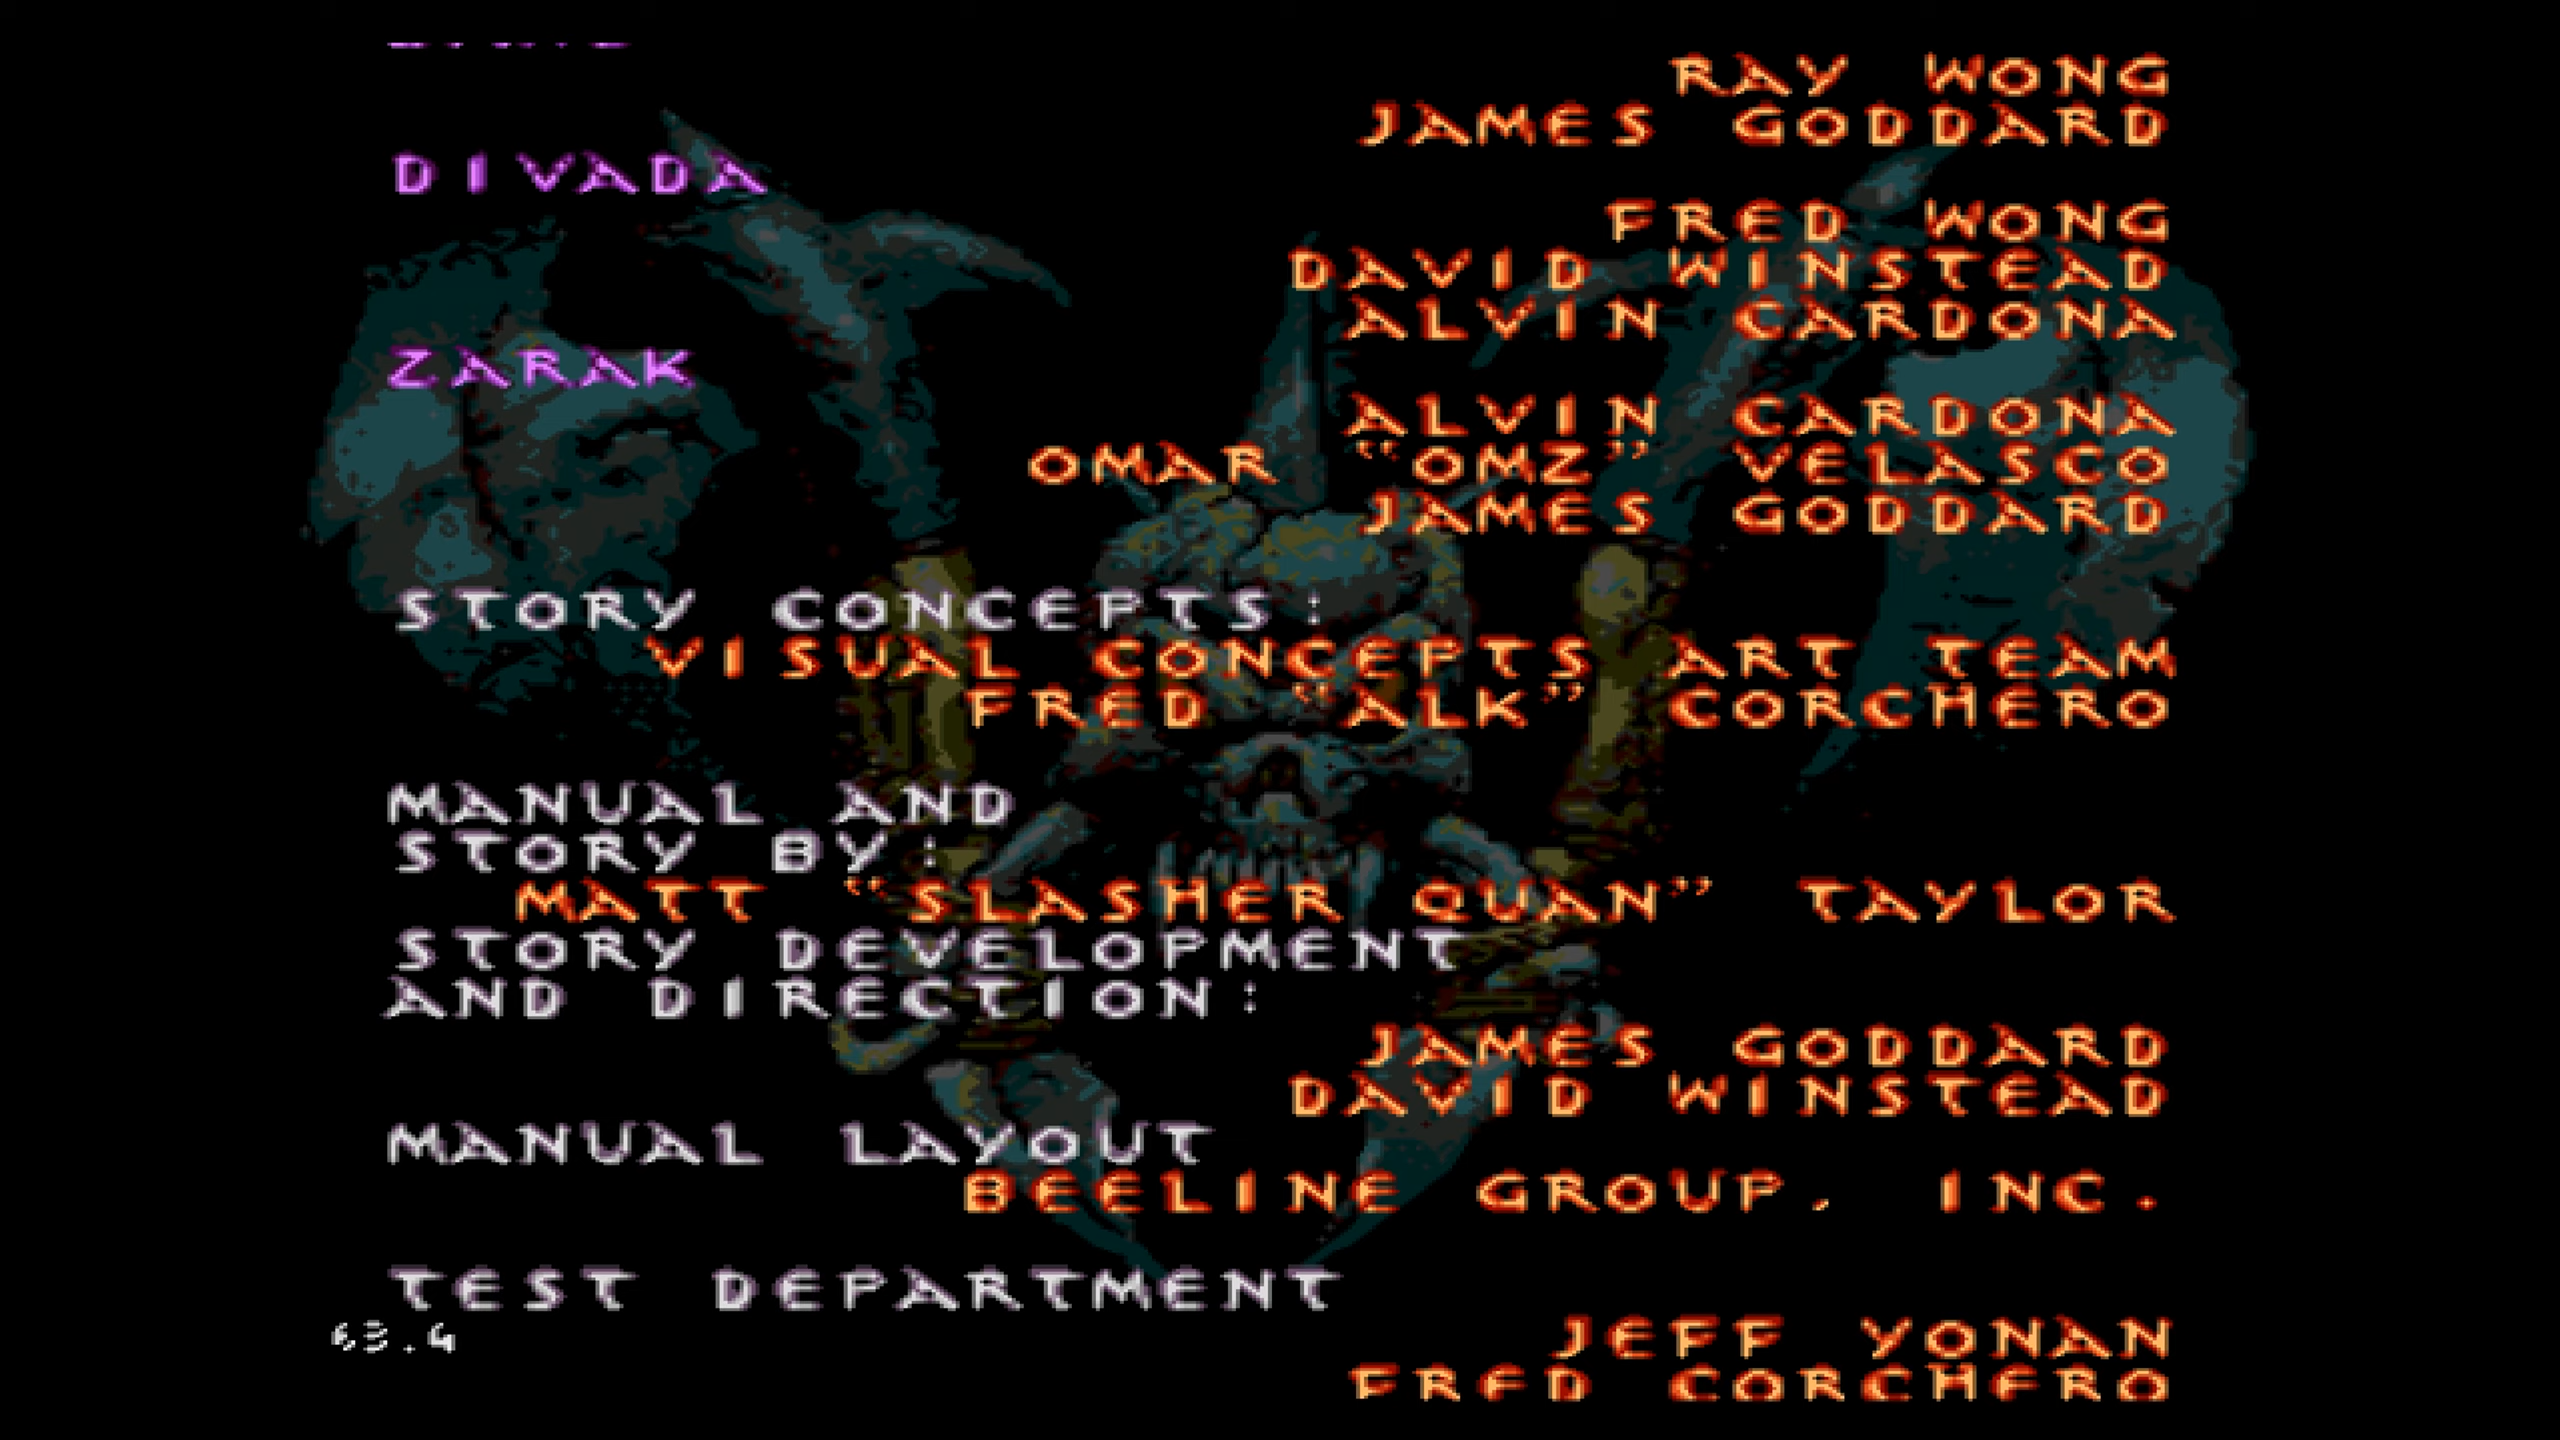 RAY WONG
JAMES GODDARD
DIVADA
FRED WONG
DAVID WINSTEAD
ALVIN CARDONA
ZARAK
ALVIN CARDONA
OMAR "OMZ" VELASCO
JAMES GODDARD
STORY CONCEPTS:
VISUAL CONCEPTS ART TEAM
FRED "ALK" CORCHERO
MANUAL AND
STORY BY:
MATT "SLASHER QUAN" TAYLOR
STORY DEVELOPMENT
AND DIRECTION:
JAMES GODDARD
DAVID WINSTEAD
MANUAL LAYOUT
BEELINE GROUP, INC.
TEST DEPARTMENT
JEFF YONAN
FRED CORCHERO